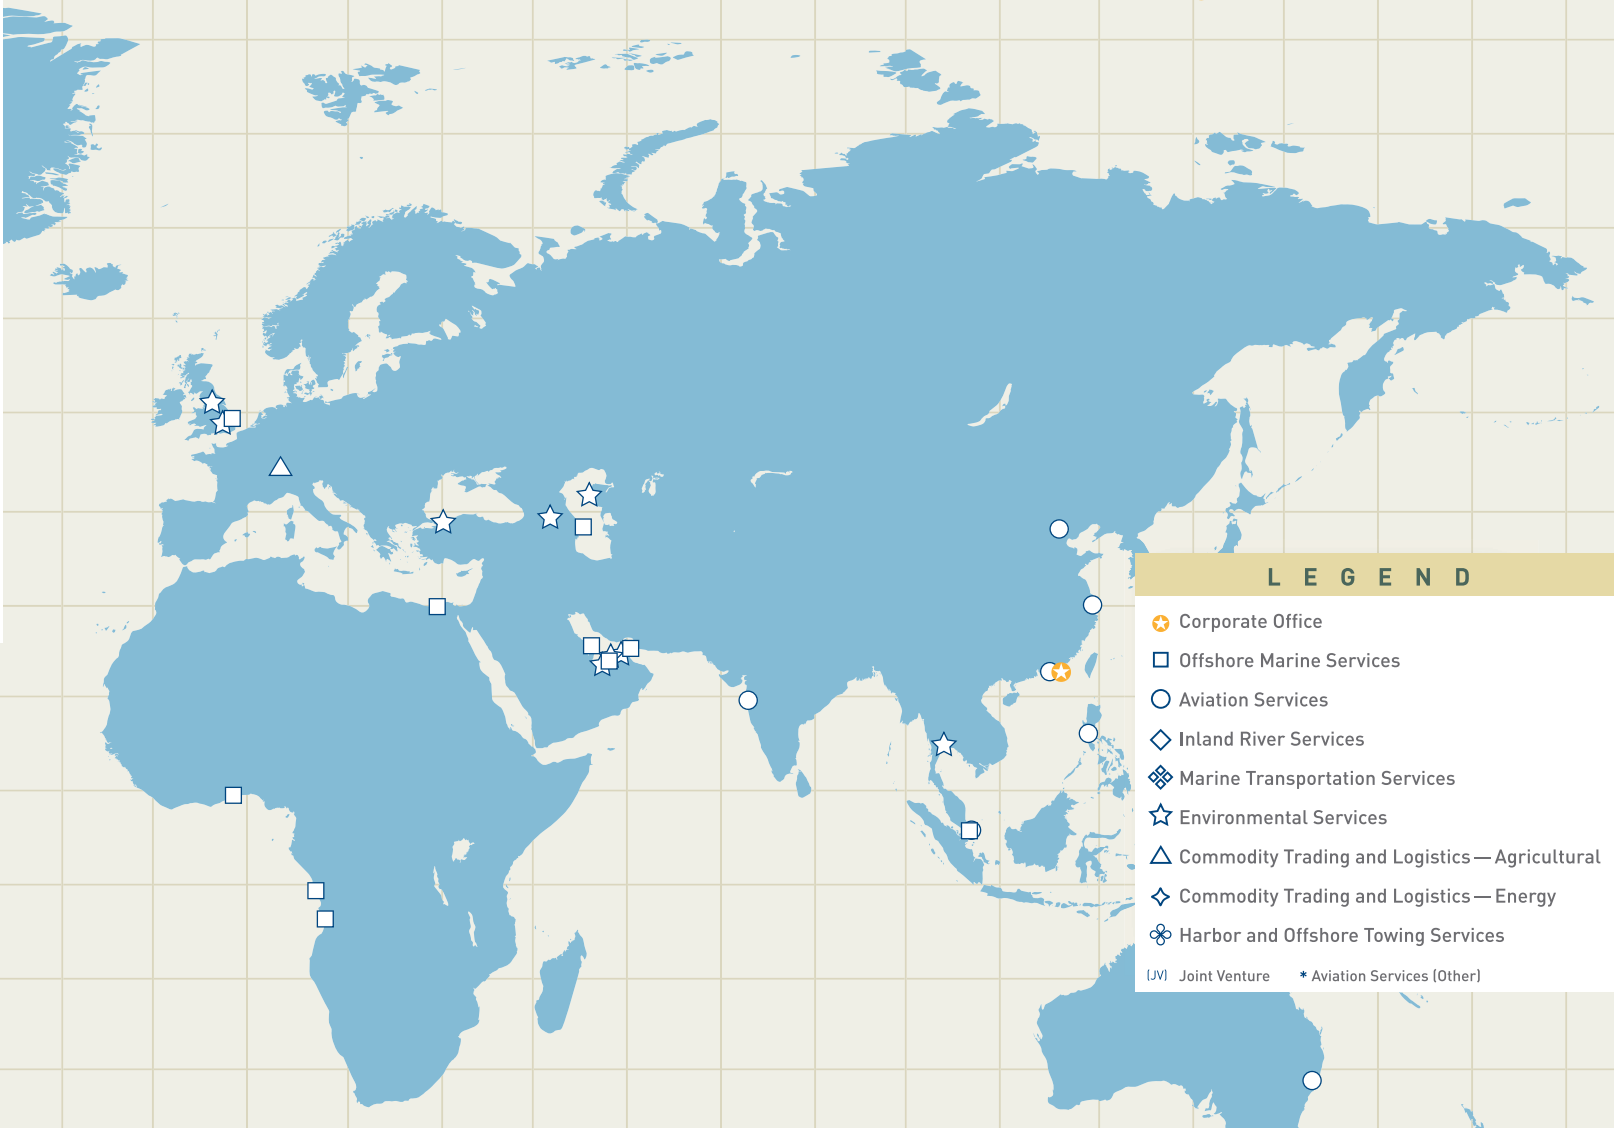 LEGEND
Corporate Office
Offshore Marine Services
Aviation Services
Inland River Services
Marine Transportation Services
Environmental Services
Commodity Trading and Logistics — Agricultural
Commodity Trading and Logistics — Energy
Harbor and Offshore Towing Services
(JV) Joint Venture * Aviation Services (Other)